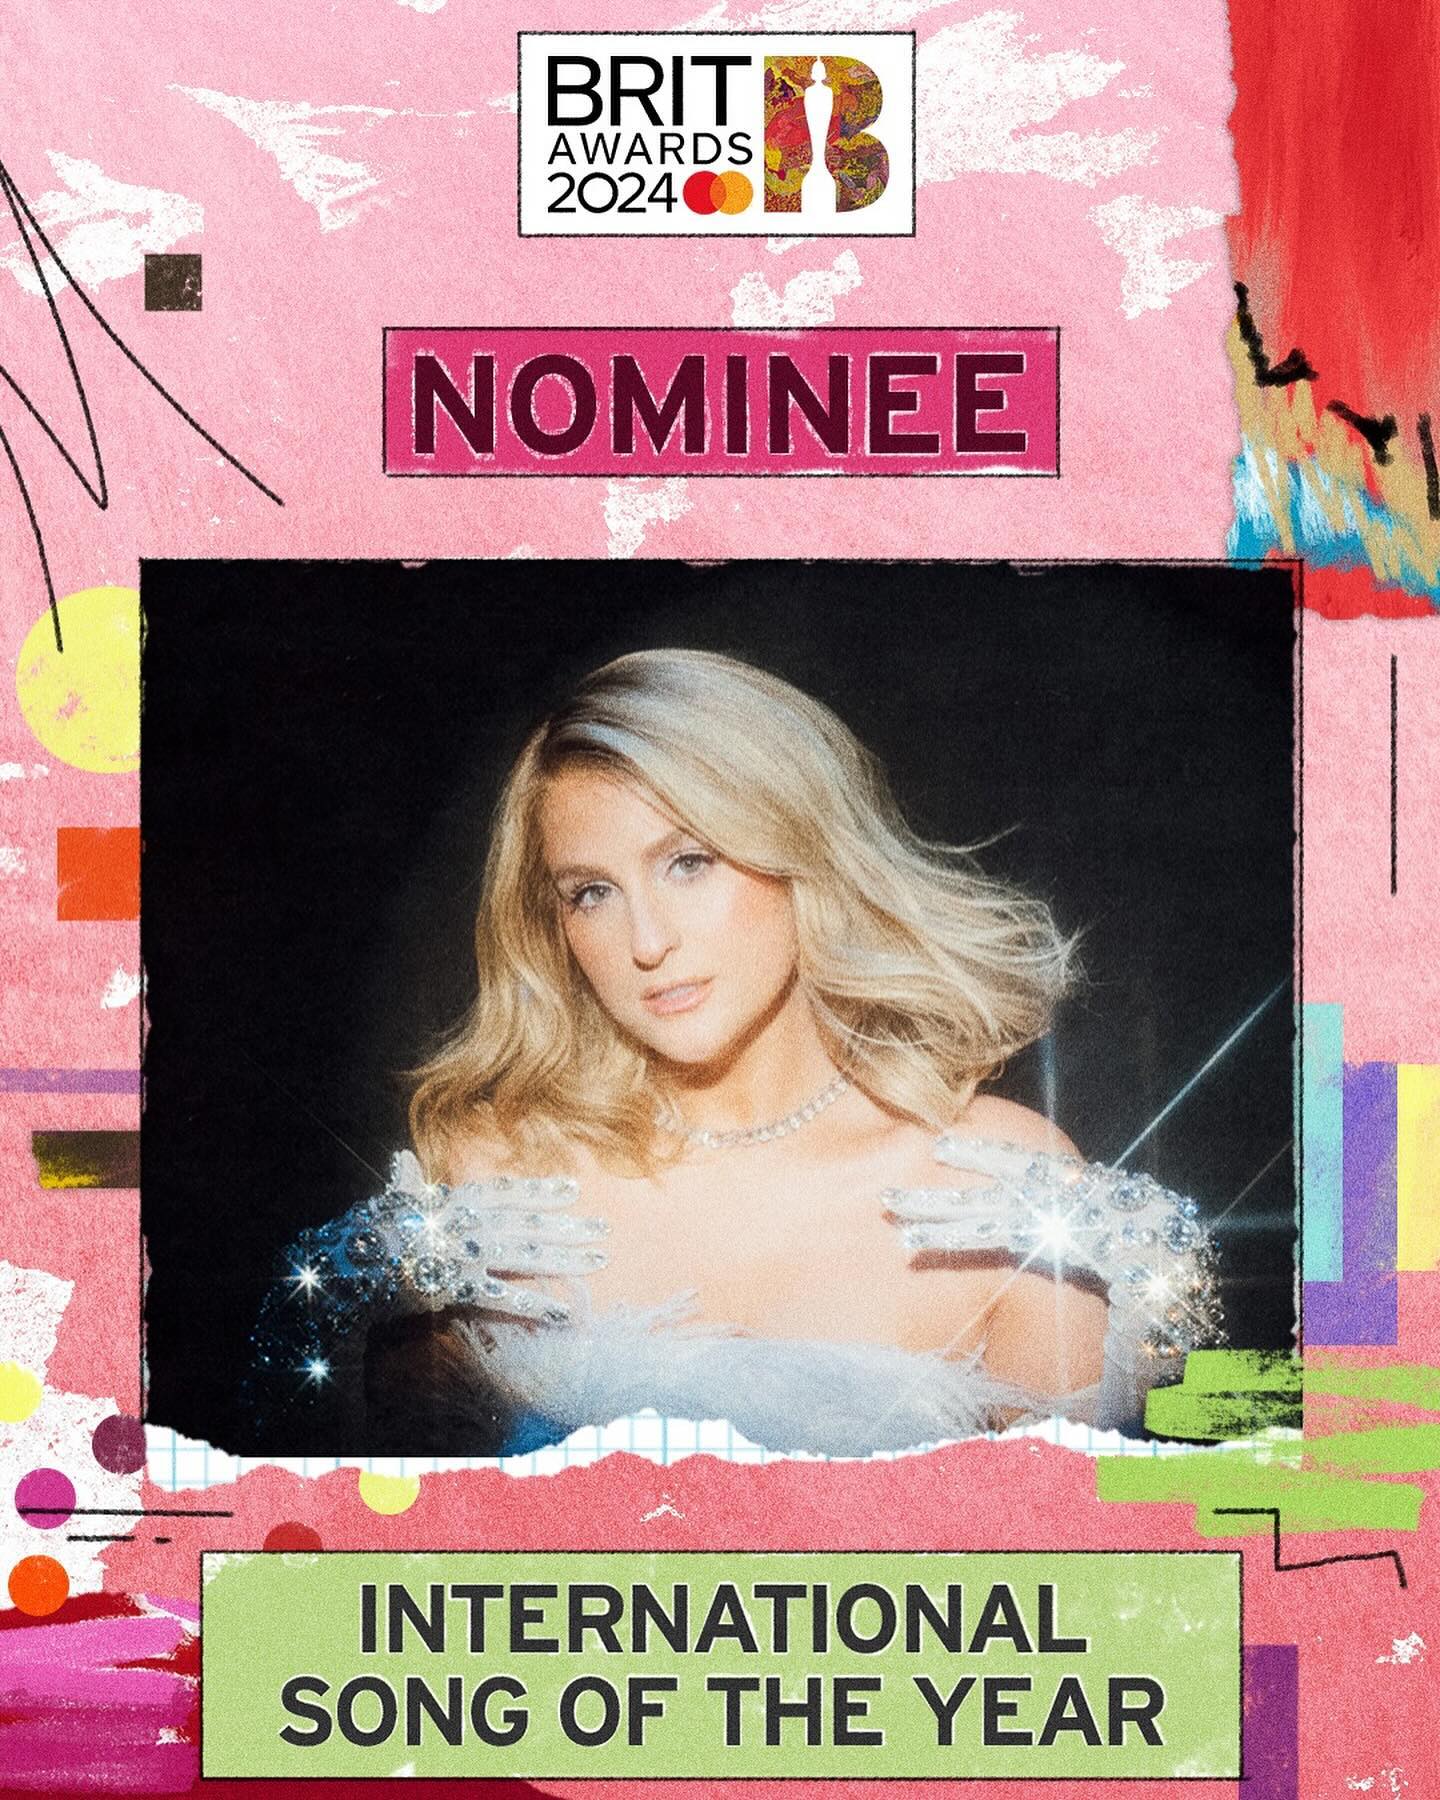 BRIT
AWARDS
2024
NOMINEE
INTERNATIONAL
SONG OF THE YEAR